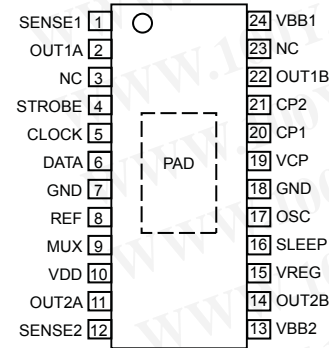 SENSE1 1 24 VBB1
OUT1A 2 23 NC
NC 3 22 OUT1B
STROBE 4 21 CP2
CLOCK 5 20 CP1
DATA 6 PAD 19 VCP
GND 7 18 GND
REF 8 17 OSC
MUX 9 16 SLEEP
VDD 10 15 VREG
OUT2A 11 14 OUT2B
SENSE2 12 13 VBB2